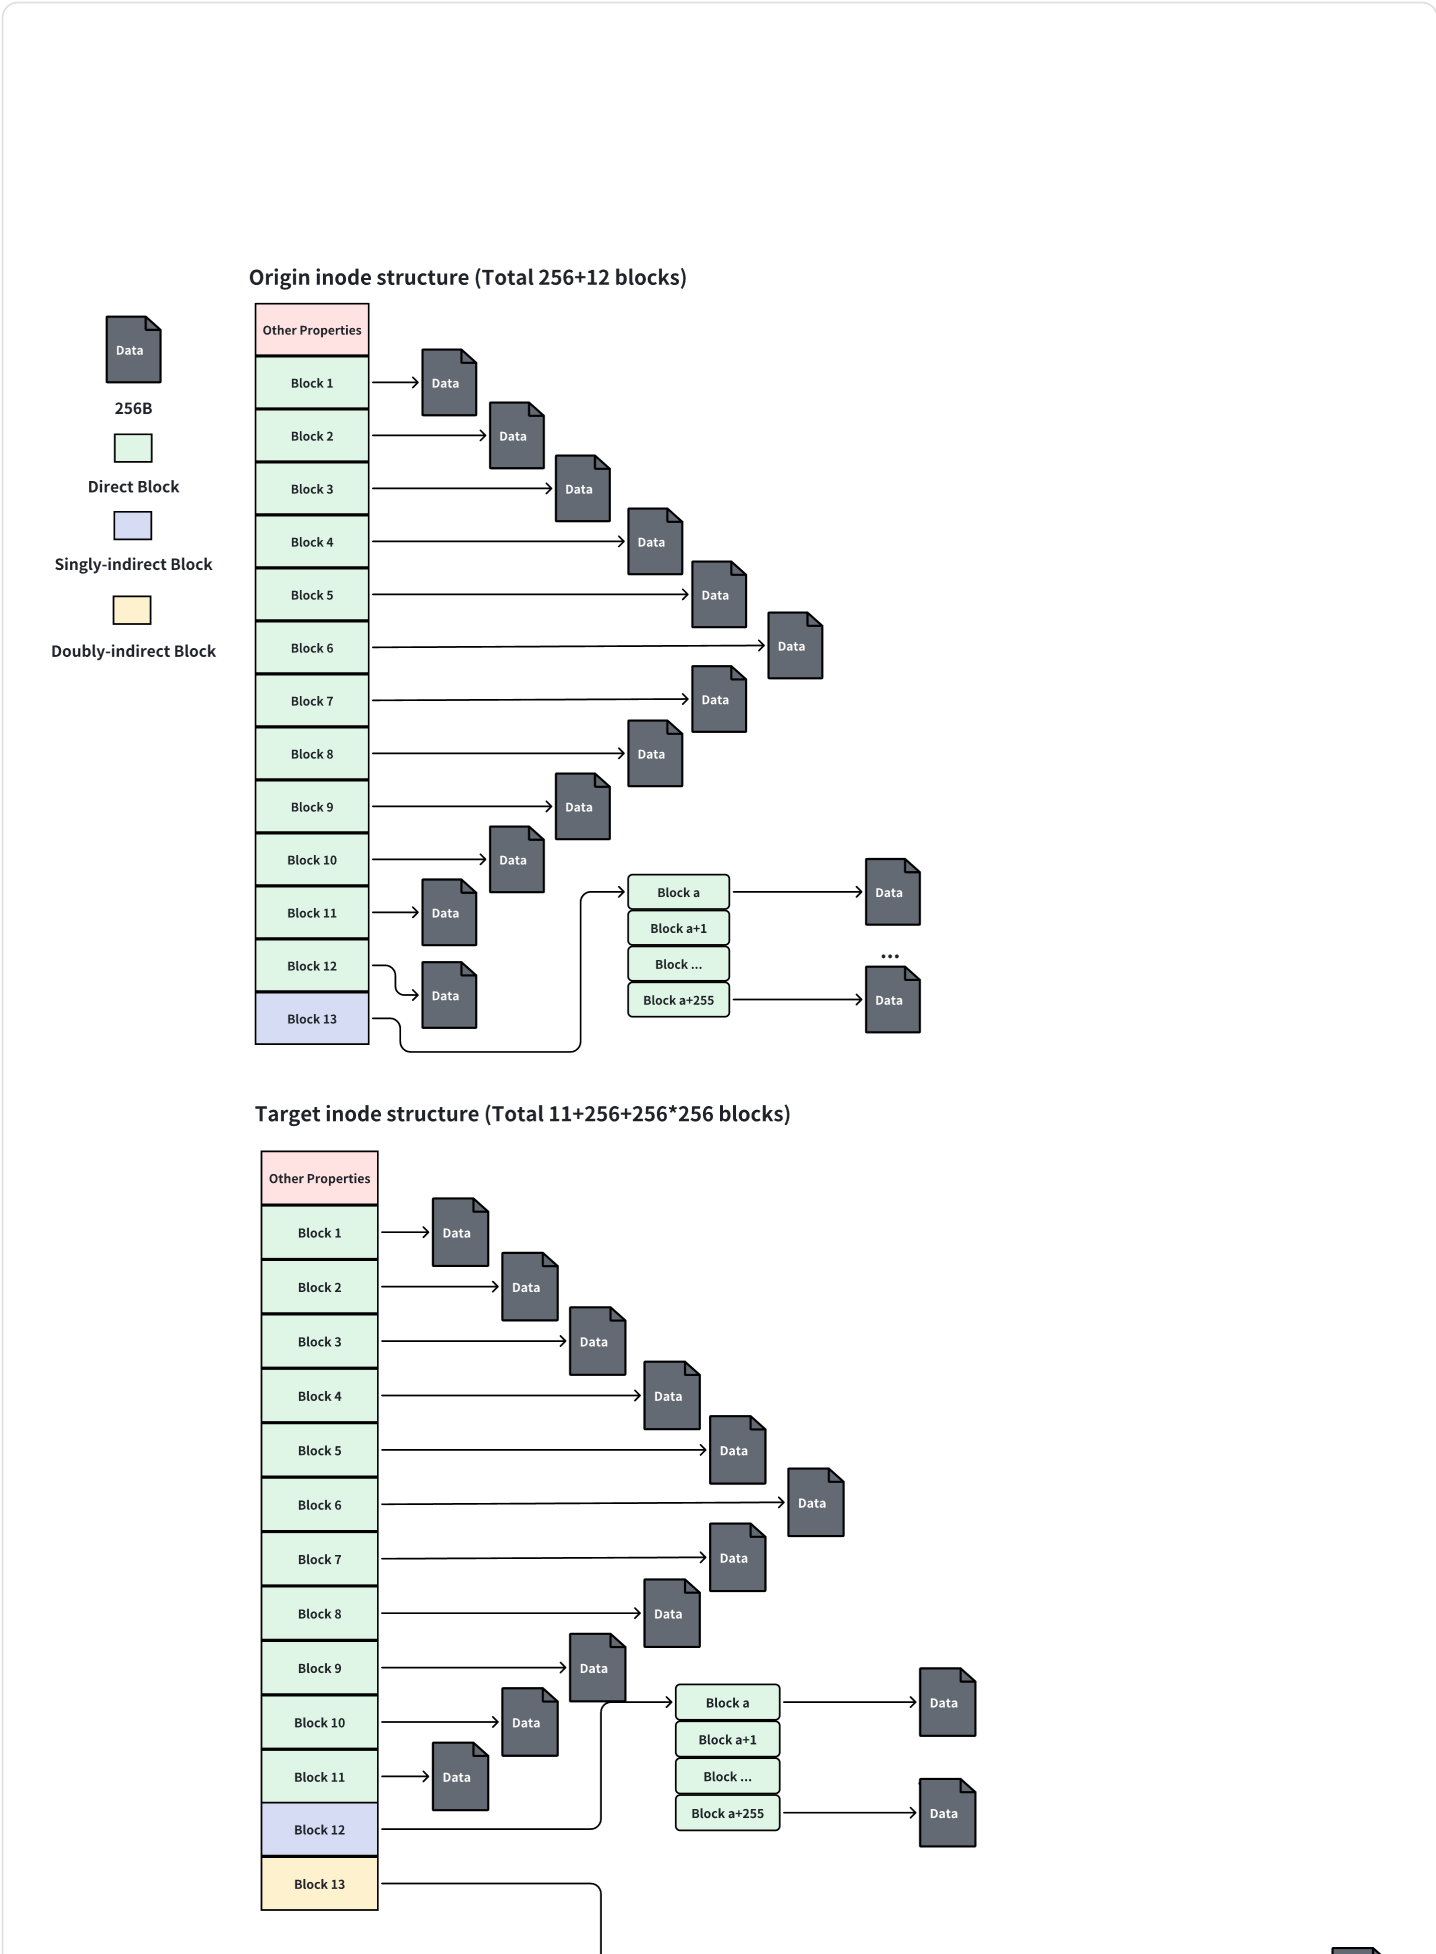 Origin inode structure (Total 256+12 blocks)
Data
256B
Direct Block
Singly-indirect Block
Doubly-indirect Block
Other Properties
Block 1
Data
Block 2
Data
Block 3
Data
Block 4
Data
Block 5
Data
Block 6
Data
Block 7
Data
Block 8
Data
Block 9
Data
Block 10
Data
Block 11
Data
Block 12
Data
Block 13
Block a
Data
Block a+1
...
Block ...
Block a+255
Data
Target inode structure (Total 11+256+256*256 blocks)
Other Properties
Block 1
Data
Block 2
Data
Block 3
Data
Block 4
Data
Block 5
Data
Block 6
Data
Block 7
Data
Block 8
Data
Block 9
Data
Block 10
Data
Block 11
Data
Block 12
Block a
Data
Block a+1
Block ...
Block a+255
Data
Block 13